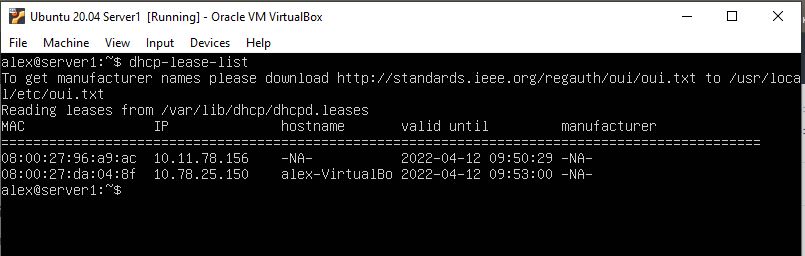 Ubuntu 20.04 Server1 [Running] - Oracle VM VirtualBox
File Machine View Input Devices Help
alex@server1:~$ dhcp-lease-list
To get manufacturer names please download http://standards.ieee.org/regauth/oui/oui.txt to /usr/loca
l/etc/oui.txt
Reading leases from /var/lib/dhcp/dhcpd.leases
MAC IP hostname valid until manufacturer
===============================================================================================
08:00:27:96:a9:ac 10.11.78.156 -NA- 2022-04-12 09:50:29 -NA-
08:00:27:da:04:8f 10.78.25.150 alex-VirtualBo 2022-04-12 09:53:00 -NA-
alex@server1:~$